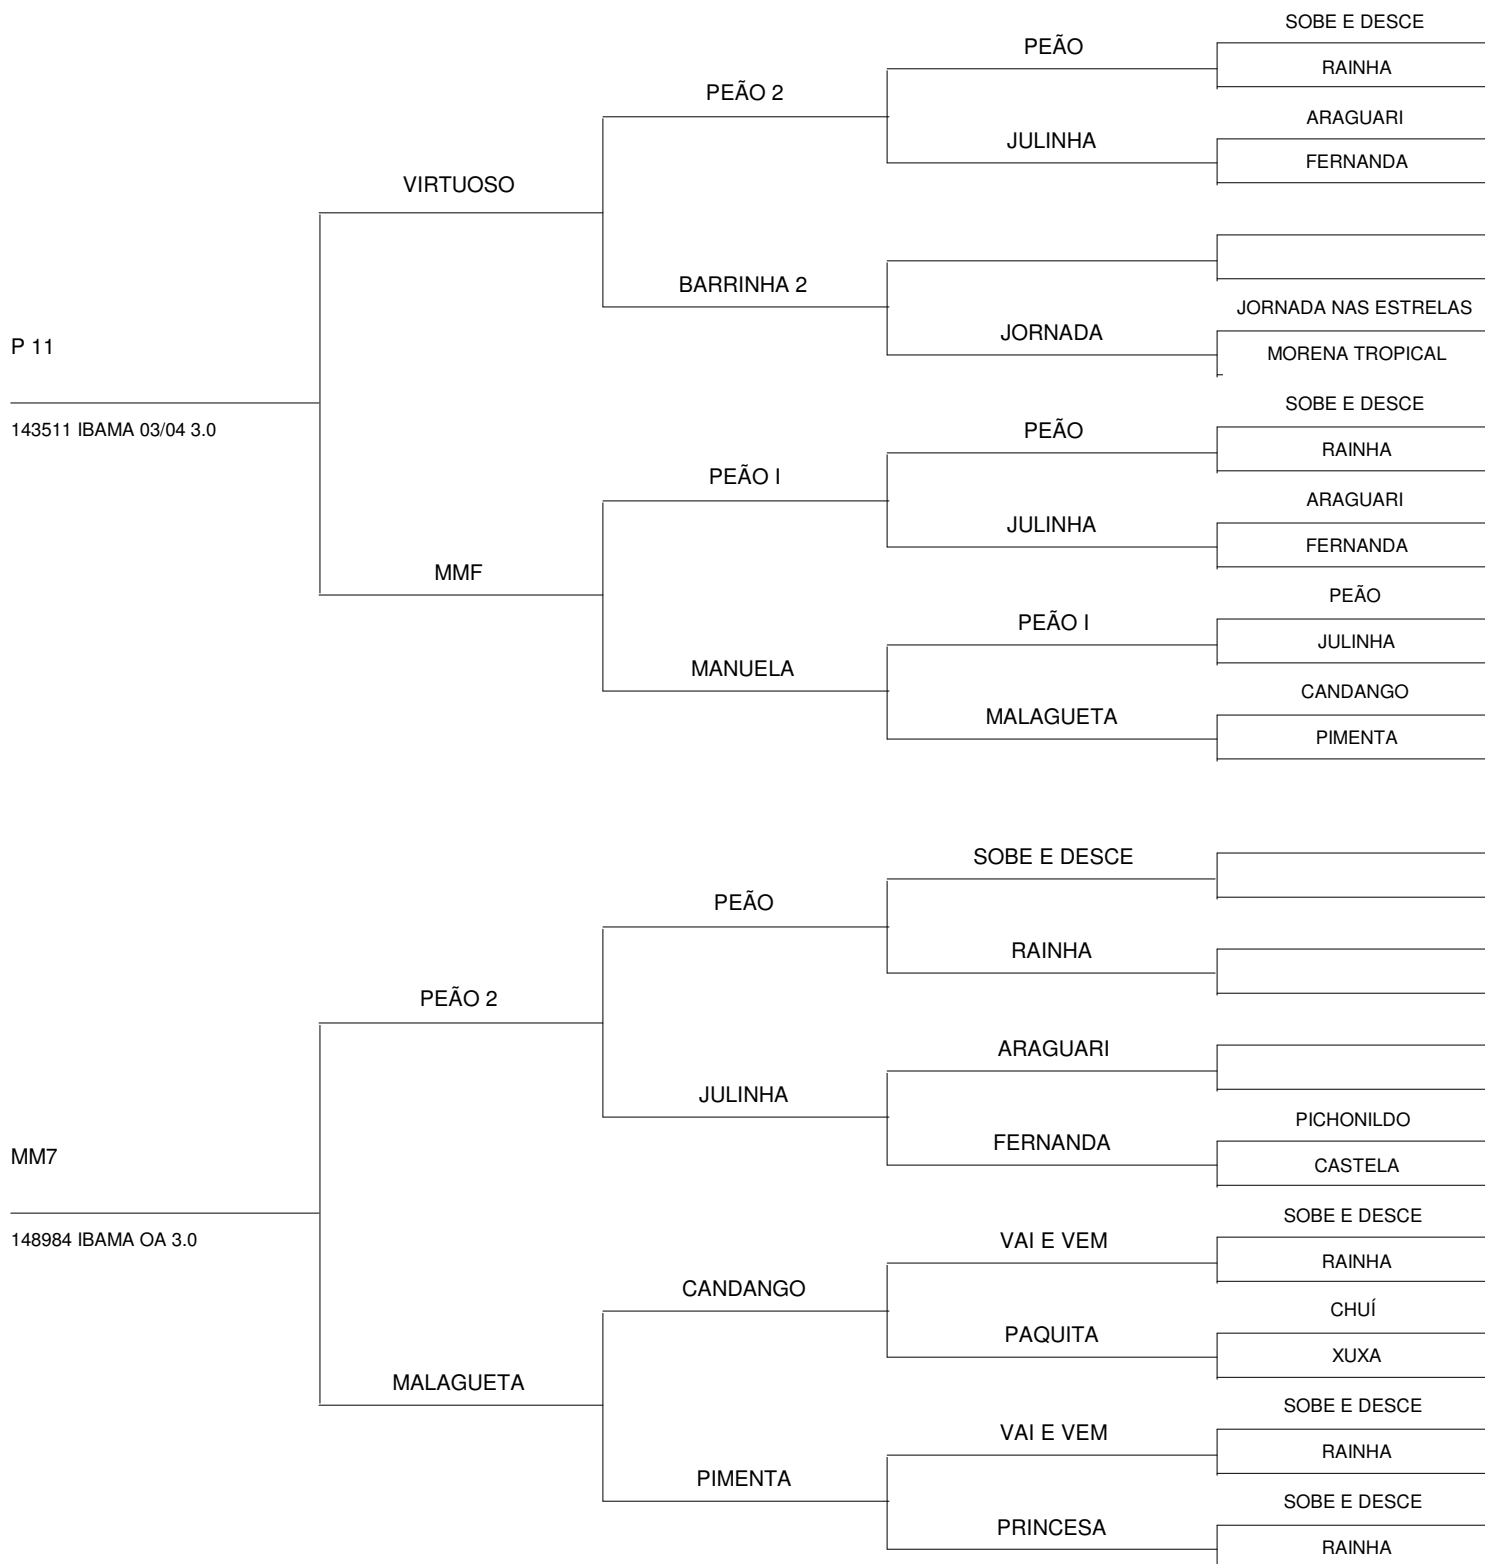 SOBE E DESCE
PEÃO
RAINHA
PEÃO 2
ARAGUARI
JULINHA
FERNANDA
VIRTUOSO
BARRINHA 2
JORNADA NAS ESTRELAS
JORNADA
MORENA TROPICAL
P 11
143511 IBAMA 03/04 3.0
SOBE E DESCE
PEÃO
RAINHA
PEÃO I
ARAGUARI
JULINHA
FERNANDA
MMF
PEÃO
PEÃO I
JULINHA
MANUELA
CANDANGO
MALAGUETA
PIMENTA
SOBE E DESCE
PEÃO
RAINHA
PEÃO 2
ARAGUARI
JULINHA
PICHONILDO
FERNANDA
CASTELA
MM7
148984 IBAMA OA 3.0
SOBE E DESCE
VAI E VEM
RAINHA
CANDANGO
CHUÍ
PAQUITA
XUXA
MALAGUETA
SOBE E DESCE
VAI E VEM
RAINHA
PIMENTA
SOBE E DESCE
PRINCESA
RAINHA